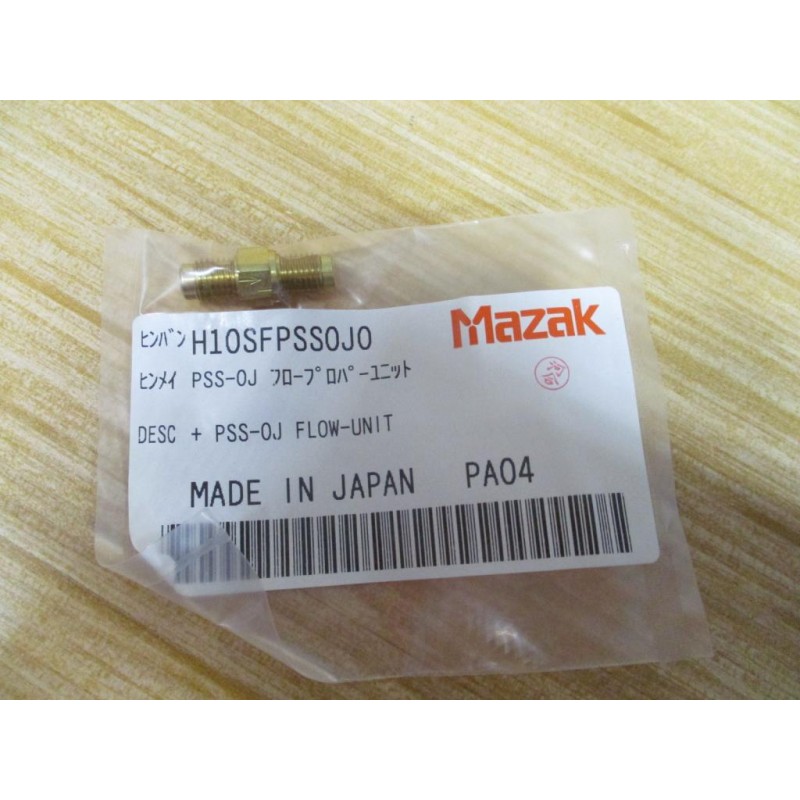 Mazak
ﾋﾝﾊﾞﾝ H10SFPSS0J0
ﾋﾝﾒｲ PSS-0J ﾌﾛｰﾌﾟﾛﾊﾟｰﾕﾆｯﾄ
DESC + PSS-0J FLOW-UNIT
MADE IN JAPAN PA04